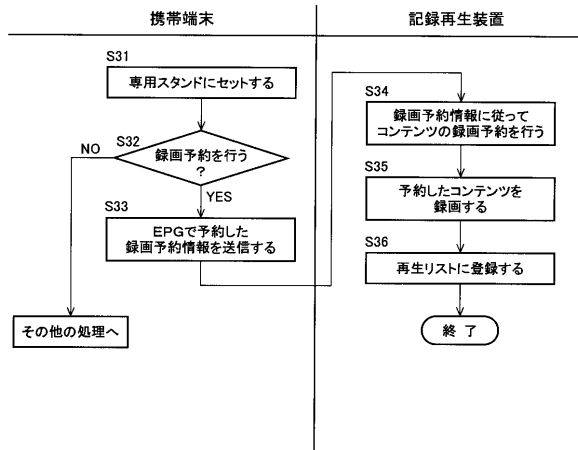 携帯端末
記録再生装置
S31
専用スタンドにセットする
S32
録画予約を行う
?
NO
YES
S33
EPGで予約した
録画予約情報を送信する
その他の処理へ
S34
録画予約情報に従って
コンテンツの録画予約を行う
S35
予約したコンテンツを
録画する
S36
再生リストに登録する
終 了